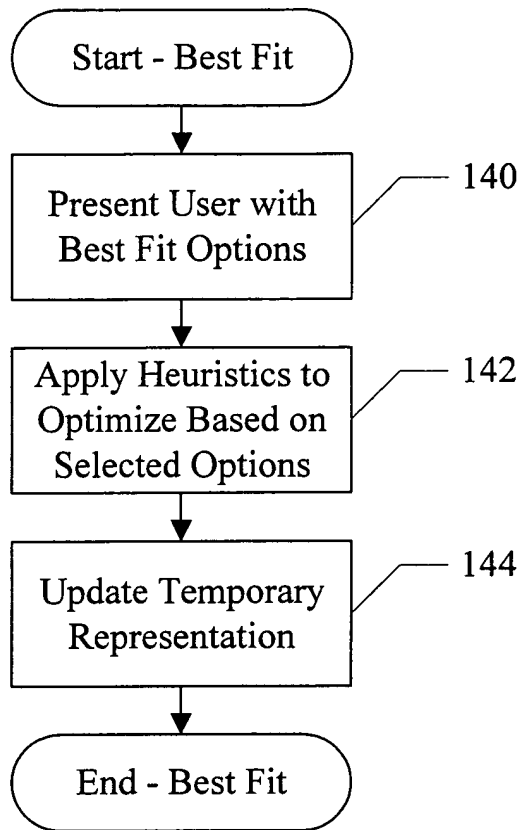 Start - Best Fit
Present User with
Best Fit Options
140
Apply Heuristics to
Optimize Based on
Selected Options
142
Update Temporary
Representation
144
End - Best Fit